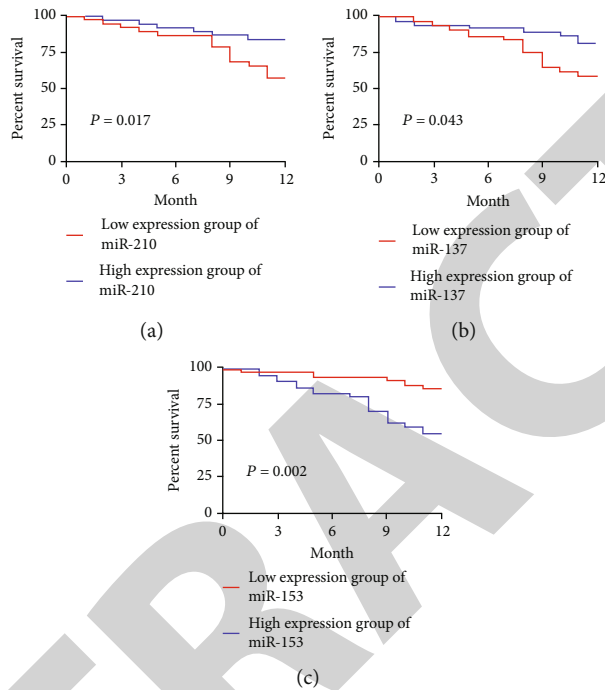 100
75
50
25
0
Percent survival
P = 0.017
0 3 6 9 12
Month
Low expression group of
miR-210
High expression group of
miR-210
(a)
100
75
50
25
0
Percent survival
P = 0.043
0 3 6 9 12
Month
Low expression group of
miR-137
High expression group of
miR-137
(b)
100
75
50
25
0
Percent survival
P = 0.002
0 3 6 9 12
Month
Low expression group of
miR-153
High expression group of
miR-153
(c)
TRACT